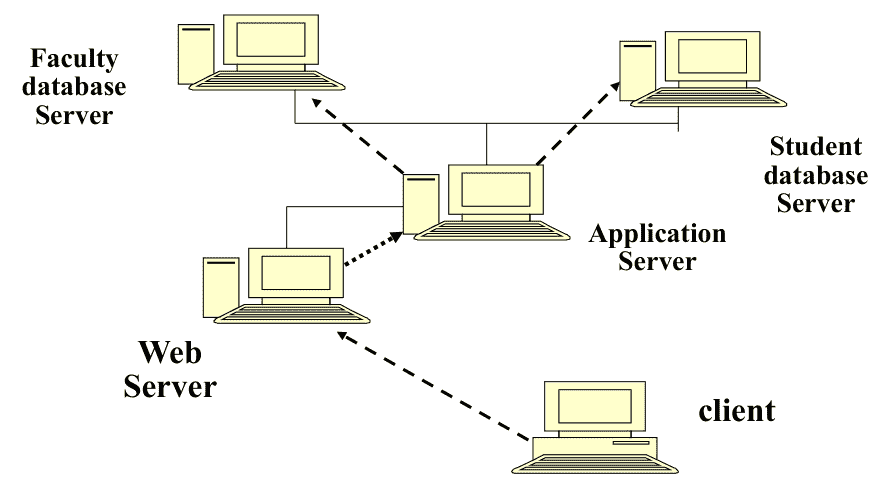 Faculty
database
Server
Student
database
Server
Application
Server
Web
Server
client